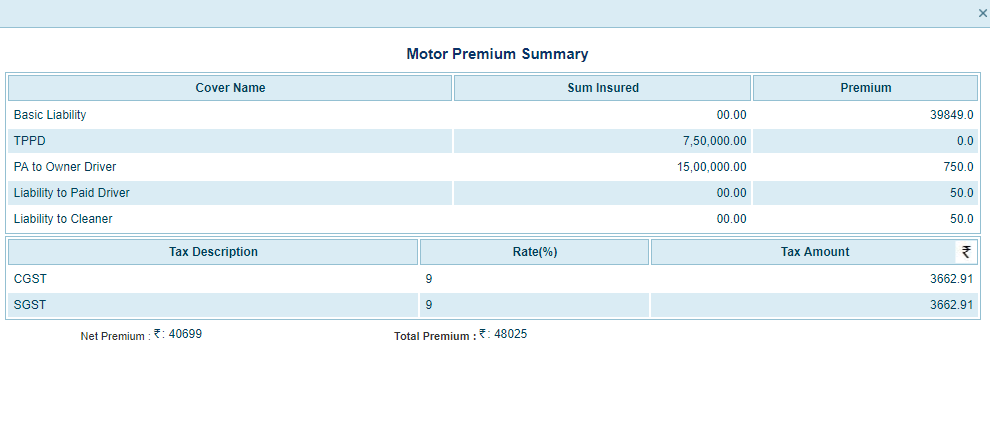 ×
Motor Premium Summary
Cover Name Sum Insured Premium
Basic Liability 00.00 39849.0
TPPD 7,50,000.00 0.0
PA to Owner Driver 15,00,000.00 750.0
Liability to Paid Driver 00.00 50.0
Liability to Cleaner 00.00 50.0
Tax Description Rate(%) Tax Amount ₹
CGST 9 3662.91
SGST 9 3662.91
Net Premium : ₹ : 40699 Total Premium : ₹ : 48025